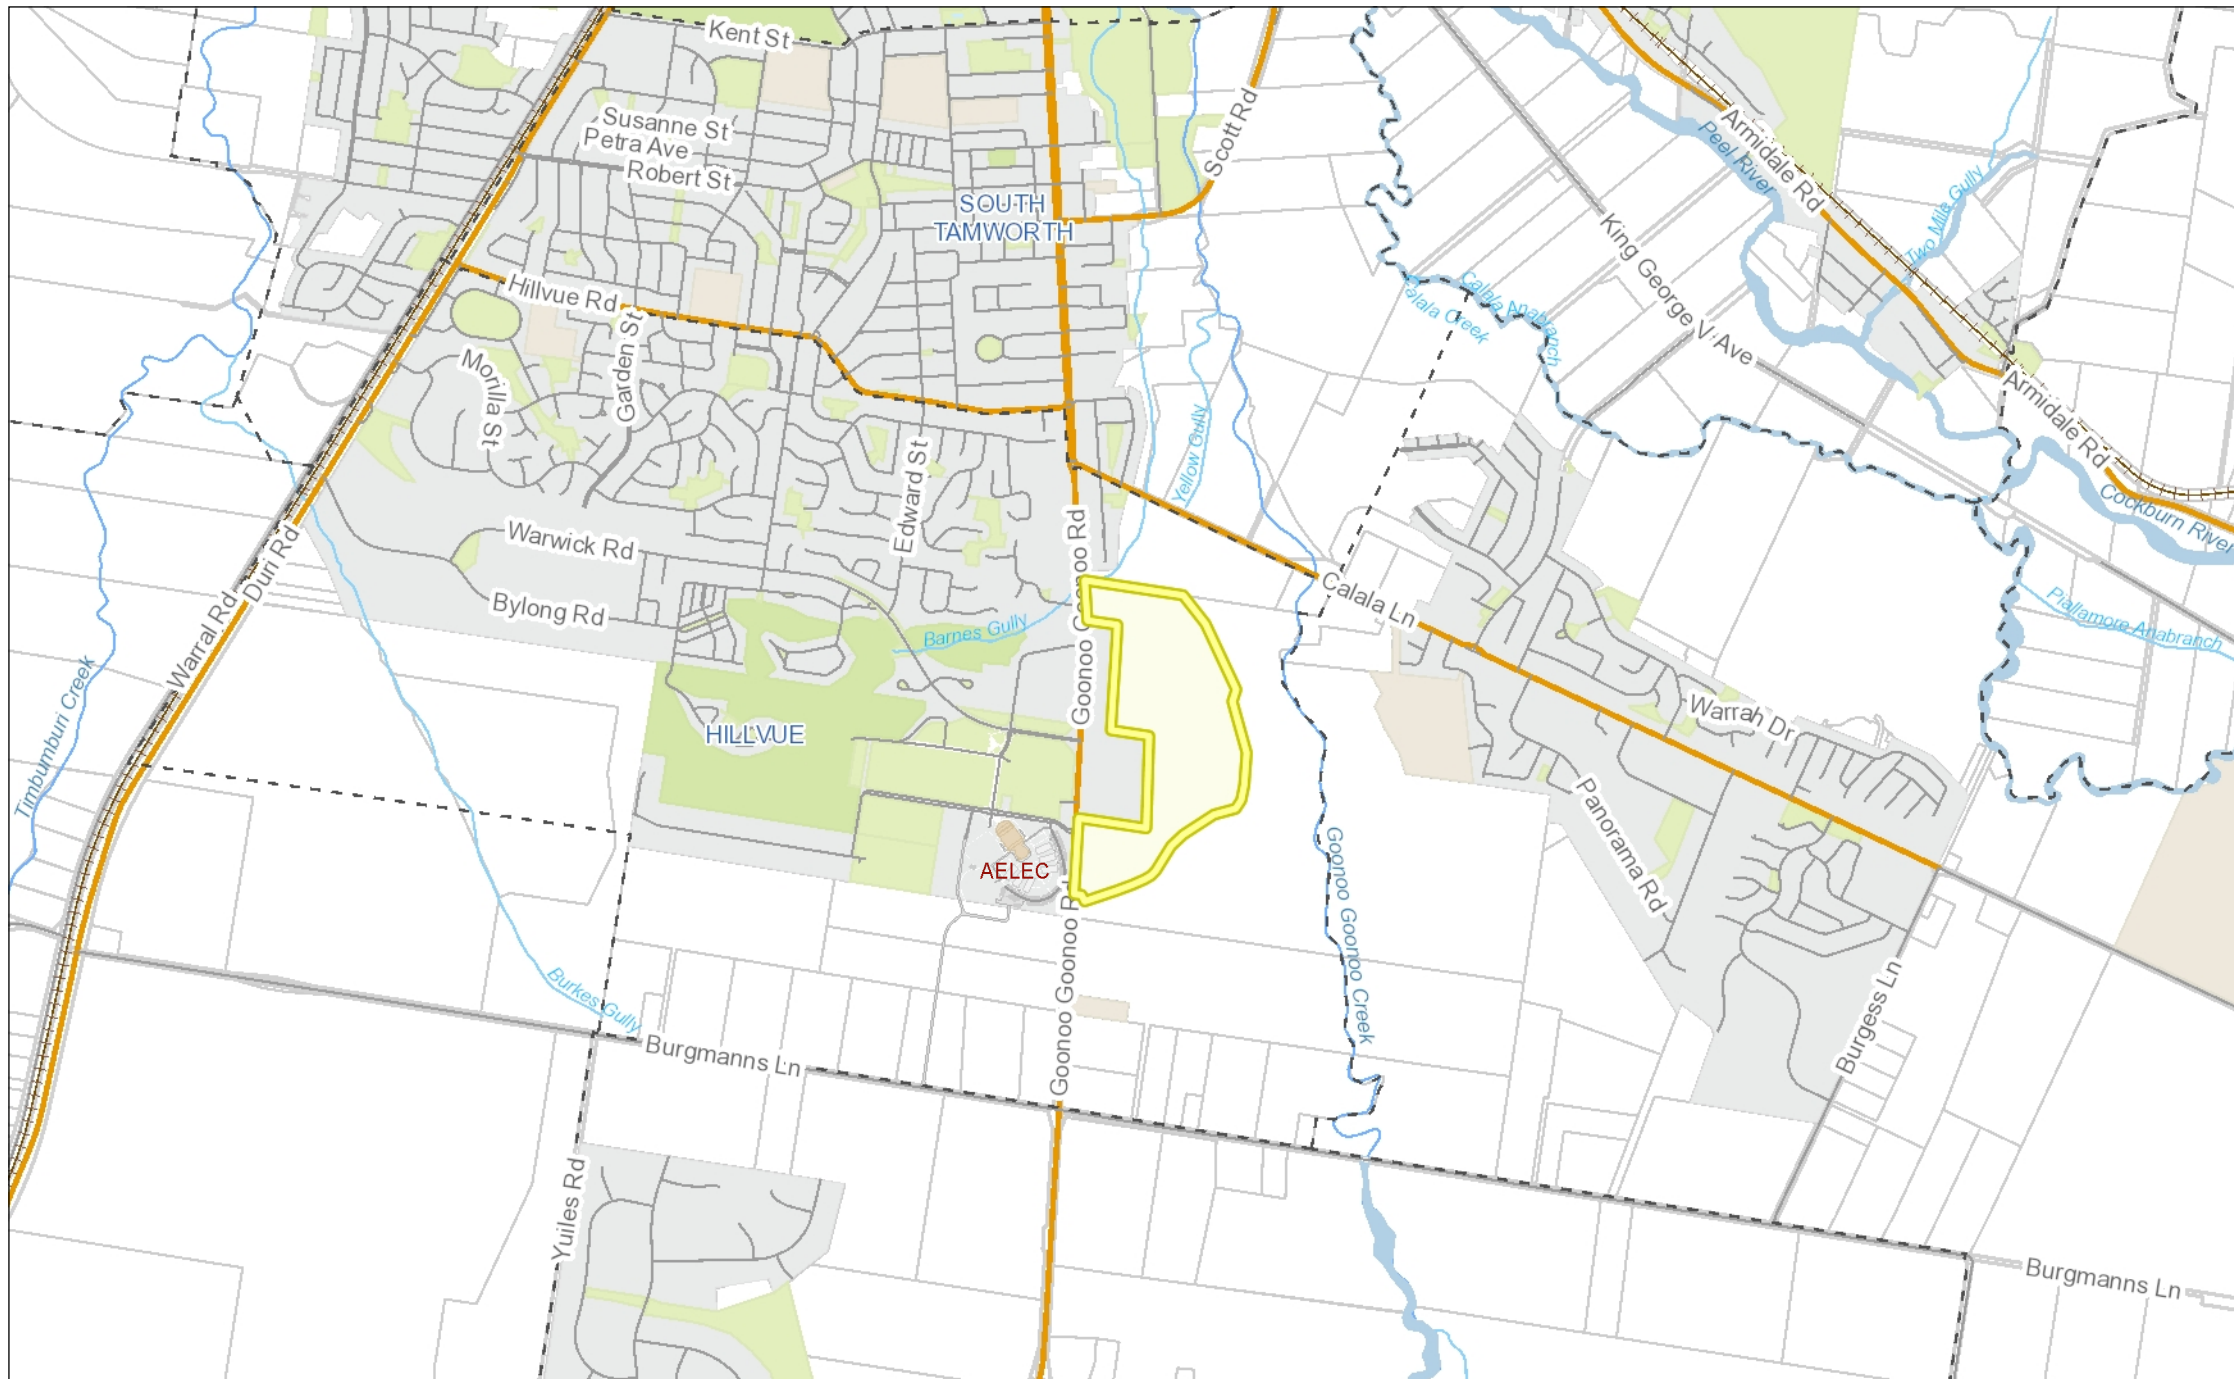 Kent St
Susanne St
Petra Ave
Robert St
Scott Rd
SOUTH
TAMWORTH
Armidale Rd
Peel River
Two Mile Gully
King George V Ave
Hillvue Rd
Garden St
Morilla St
Calala Anabranch
Calala Creek
Armidale Rd
Cockburn River
Yellow Gully
Edward St
Warwick Rd
Bylong Rd
Duri Rd
Warral Rd
Goonoo Goonoo Rd
Calala Ln
Barnes Gully
Piallamore Anabranch
Timbumburi Creek
HILLVUE
Warrah Dr
Panorama Rd
AELEC
Goonoo Goonoo Rd
Goonoo Goonoo Creek
Burkes Gully
Burgmanns Ln
Burgess Ln
Yuiles Rd
Burgmanns Ln